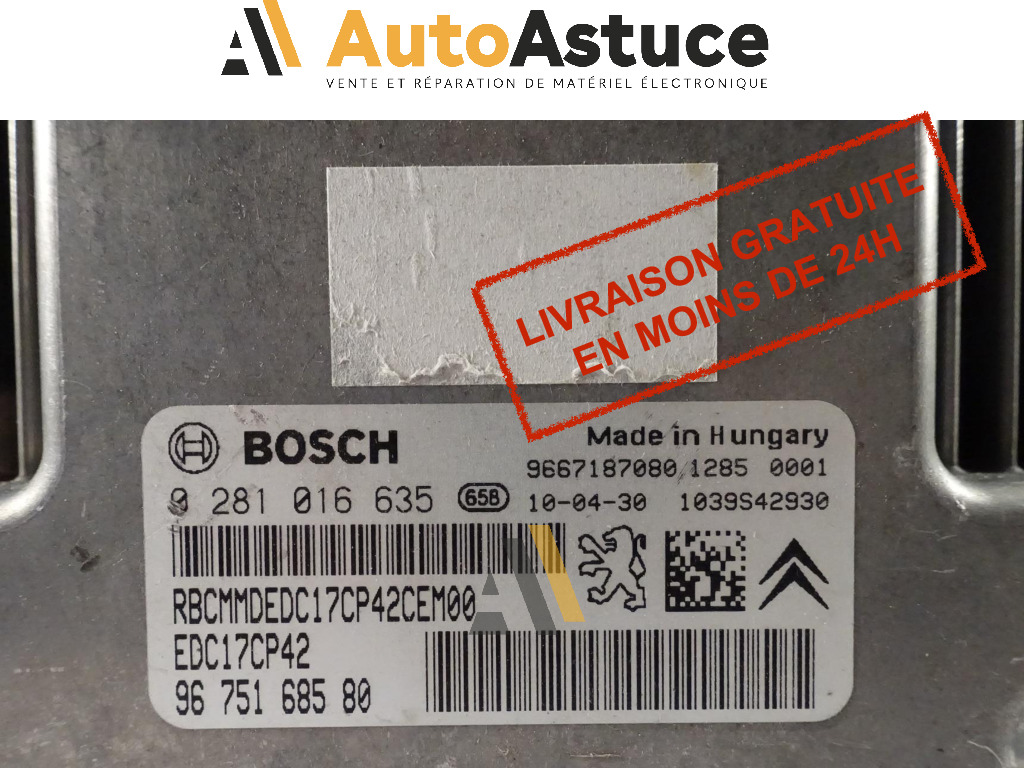 AutoAstuce
VENTE ET RÉPARATION DE MATÉRIEL ÉLECTRONIQUE
LIVRAISON GRATUITE
EN MOINS DE 24H
BOSCH
Made in Hungary
9667187080 1285 0001
0 281 016 635 65B 10-04-30 1039S42930
RBCMMDEDC17CP42CEM00
EDC17CP42
96 751 685 80